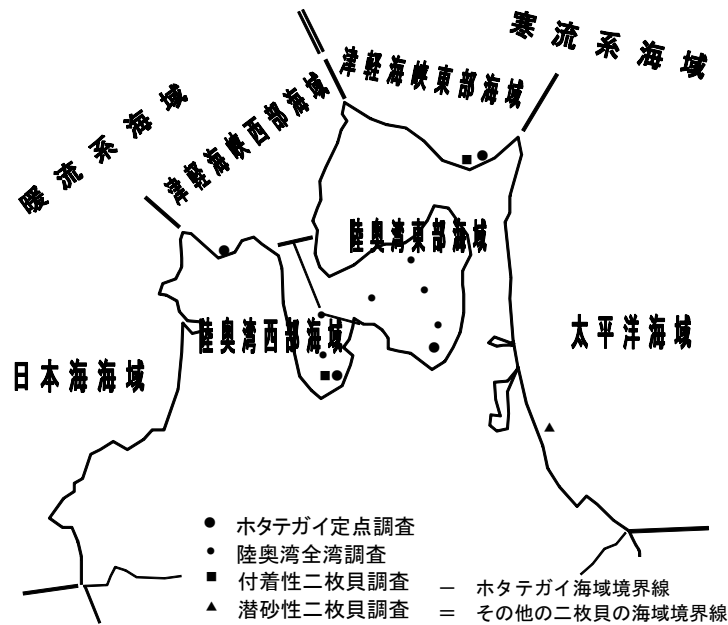 寒流系海域
津軽海峡東部海域
暖流系海域
津軽海峡西部海域
陸奥湾東部海域
陸奥湾西部海域
太平洋海域
日本海海域
● ホタテガイ定点調査
• 陸奥湾全湾調査
■ 付着性二枚貝調査
▲ 潜砂性二枚貝調査
− ホタテガイ海域境界線
= その他の二枚貝の海域境界線